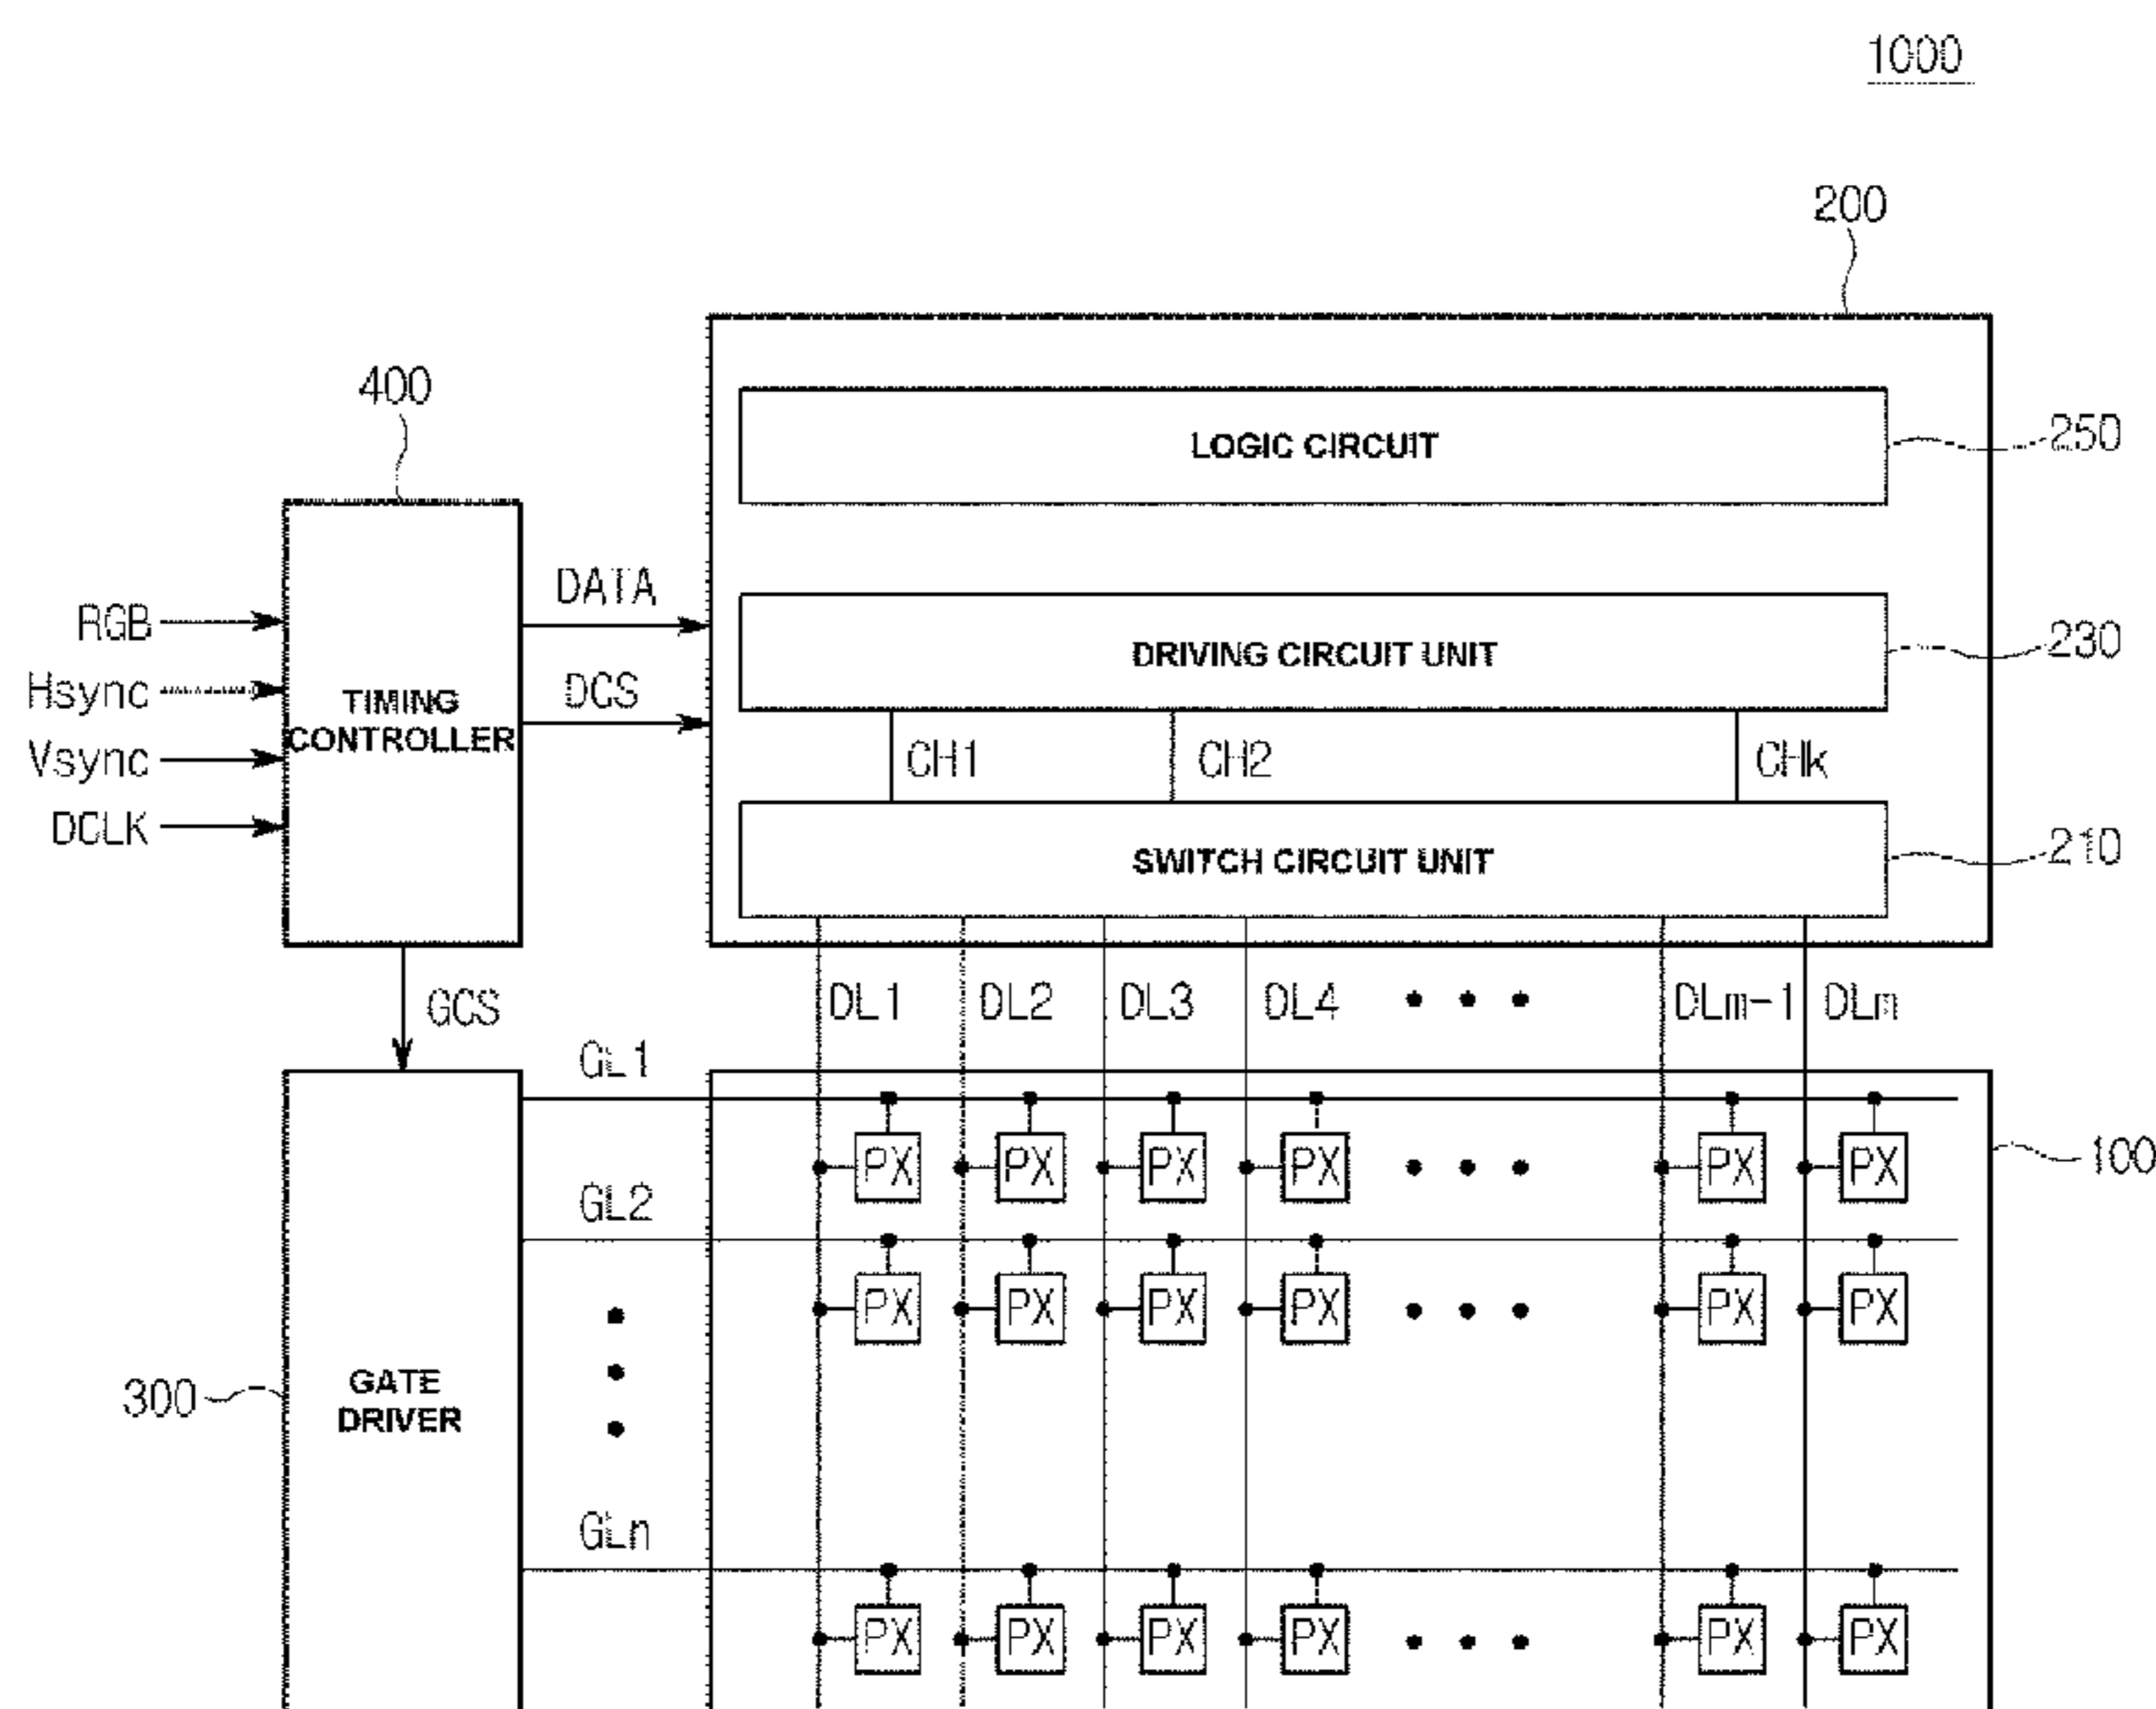 1000
200
400
LOGIC CIRCUIT
250
DATA
RGB
DRIVING CIRCUIT UNIT
230
Hsync
TIMING
CONTROLLER
DCS
Vsync
CH1 CH2 CHk
DCLK
SWITCH CIRCUIT UNIT
210
GCS
DL1 DL2 DL3 DL4 • • • DLm-1 DLm
GL1
PX PX PX PX • • • PX PX
100
GL2
PX PX PX PX • • • PX PX
300
GATE
DRIVER
GLn
PX PX PX PX • • • PX PX